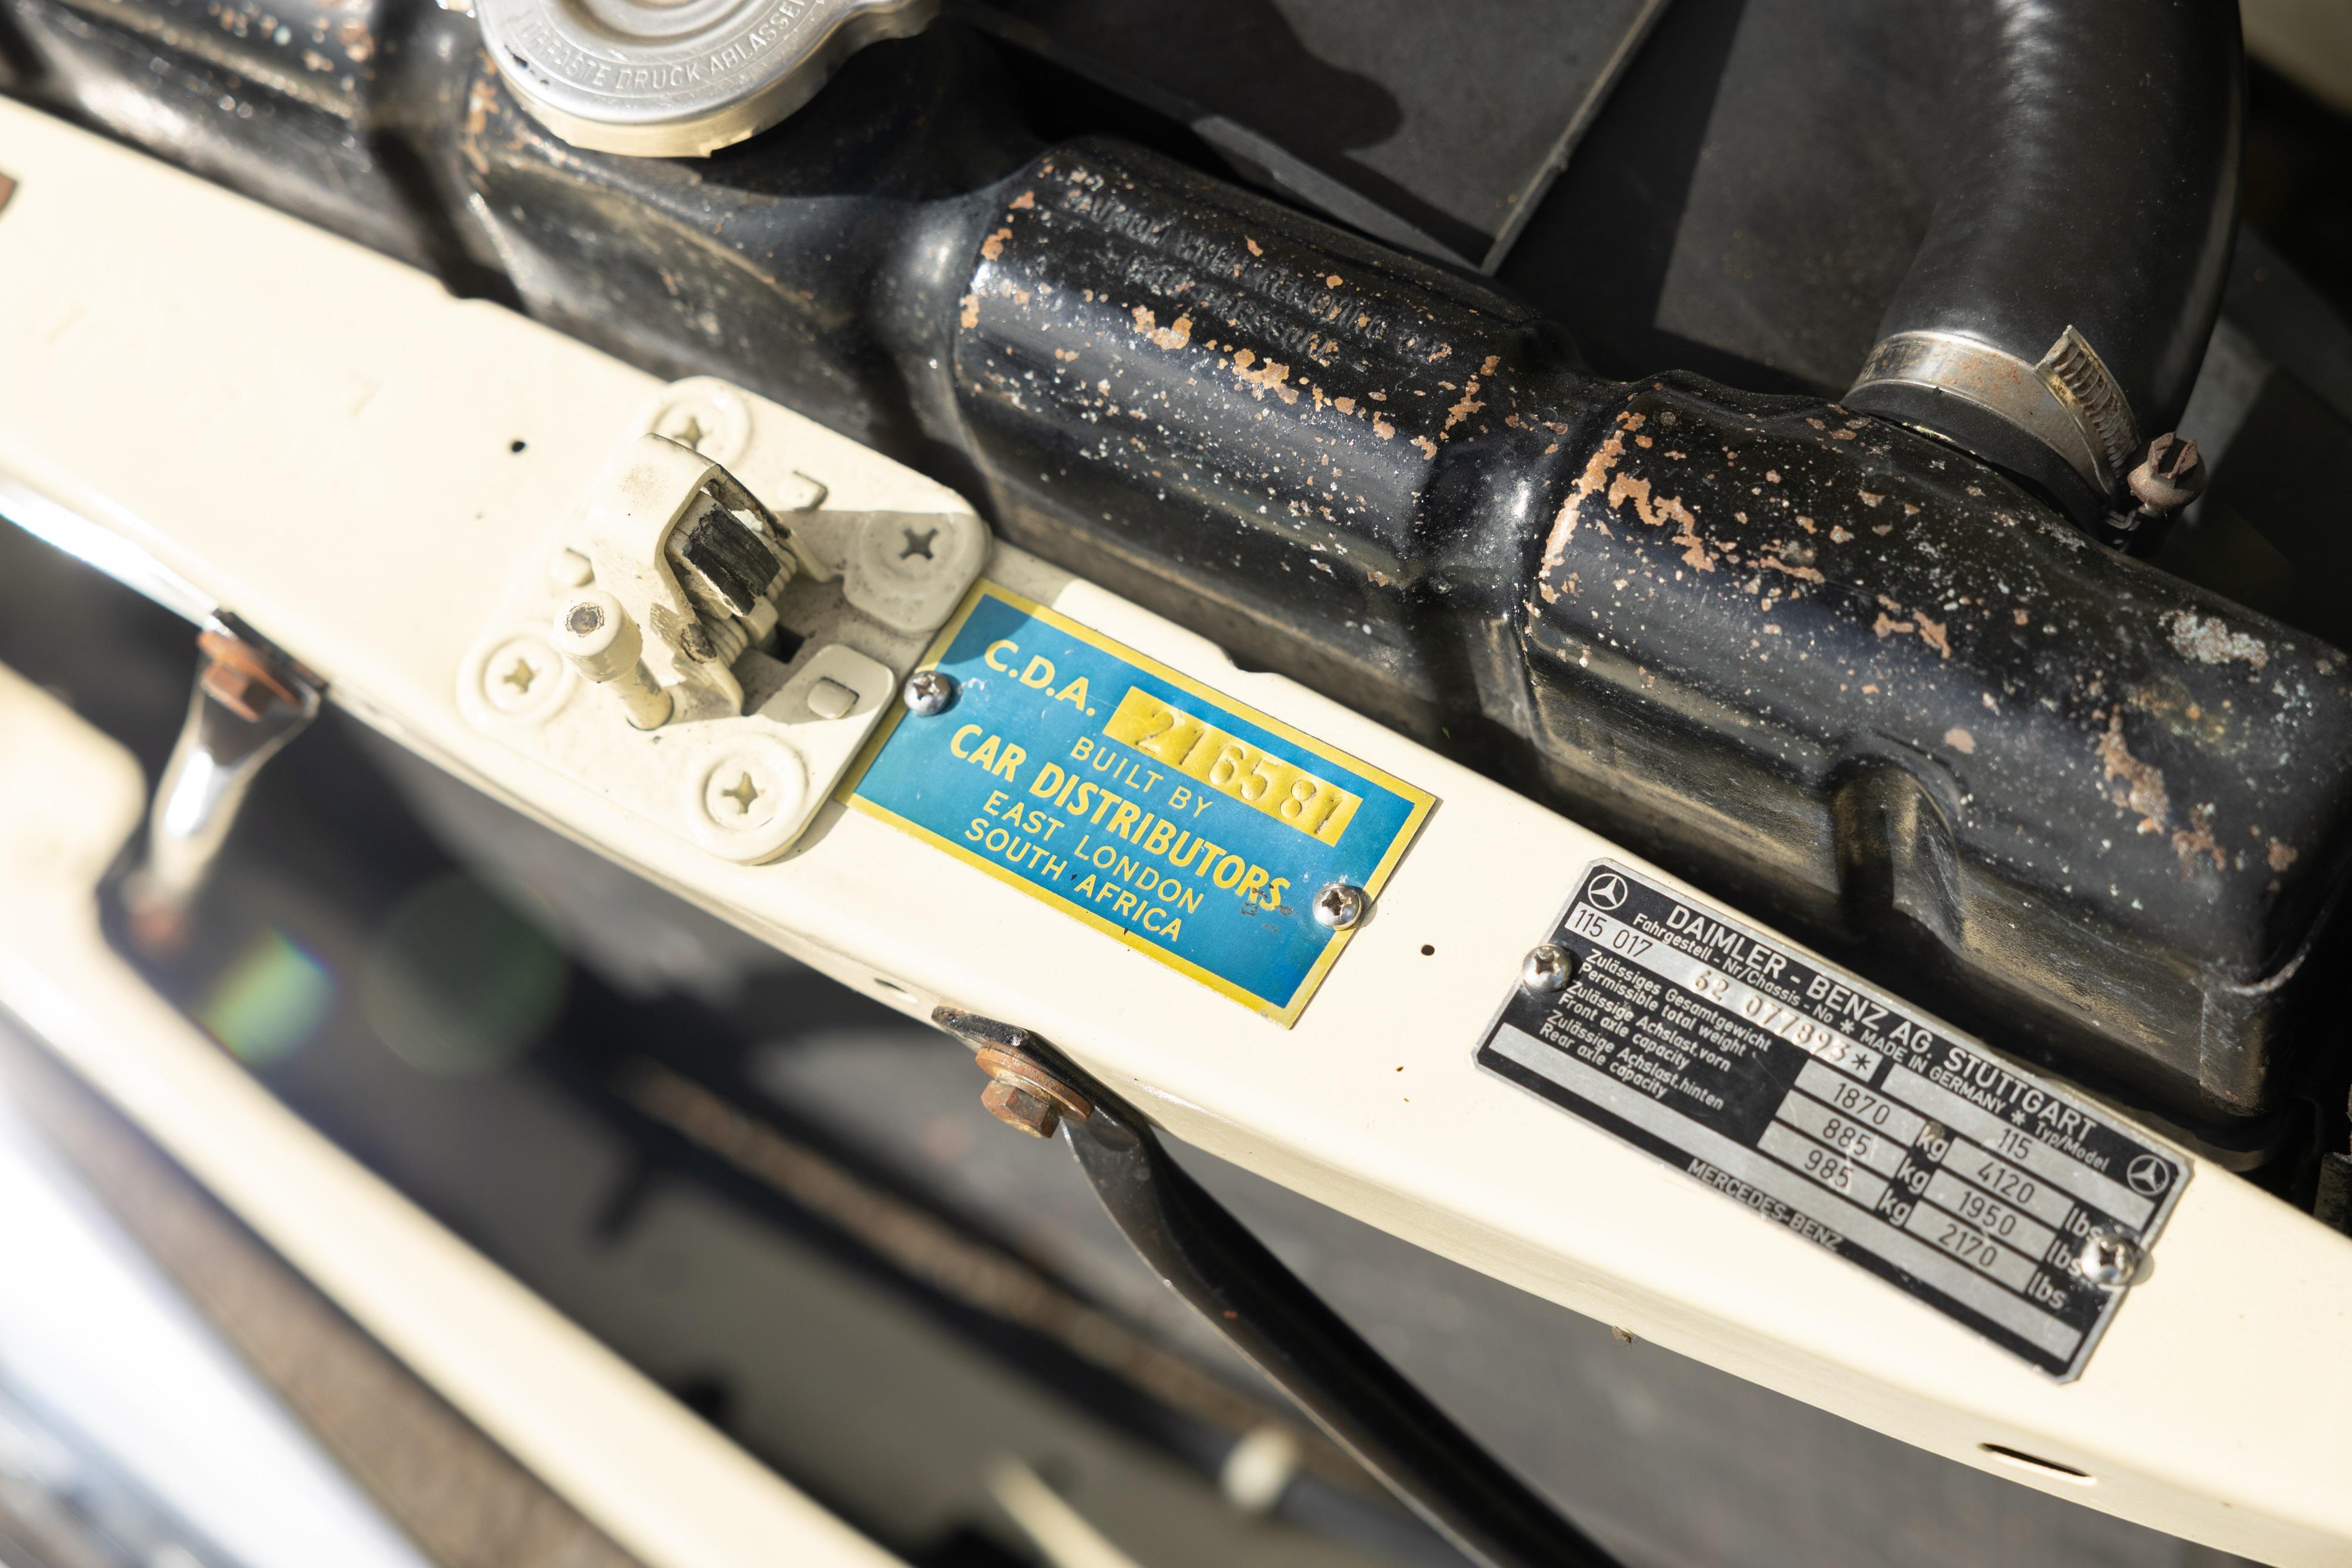 DRUCK ABLASSEN
C.D.A. 216581
BUILT BY
CAR DISTRIBUTORS
EAST LONDON
SOUTH AFRICA
DAIMLER - BENZ AG. STUTTGART
Fahrgestell - Nr/Chassis - No * MADE IN GERMANY * Typ/Model
115 017 62 077893* 115
Zulässiges Gesamtgewicht
Permissible total weight 1870 kg 4120 lbs
Zulässige Achslast.vorn
Front axle capacity 885 kg 1950 lbs
Zulässige Achslast.hinten
Rear axle capacity 985 kg 2170 lbs
MERCEDES-BENZ